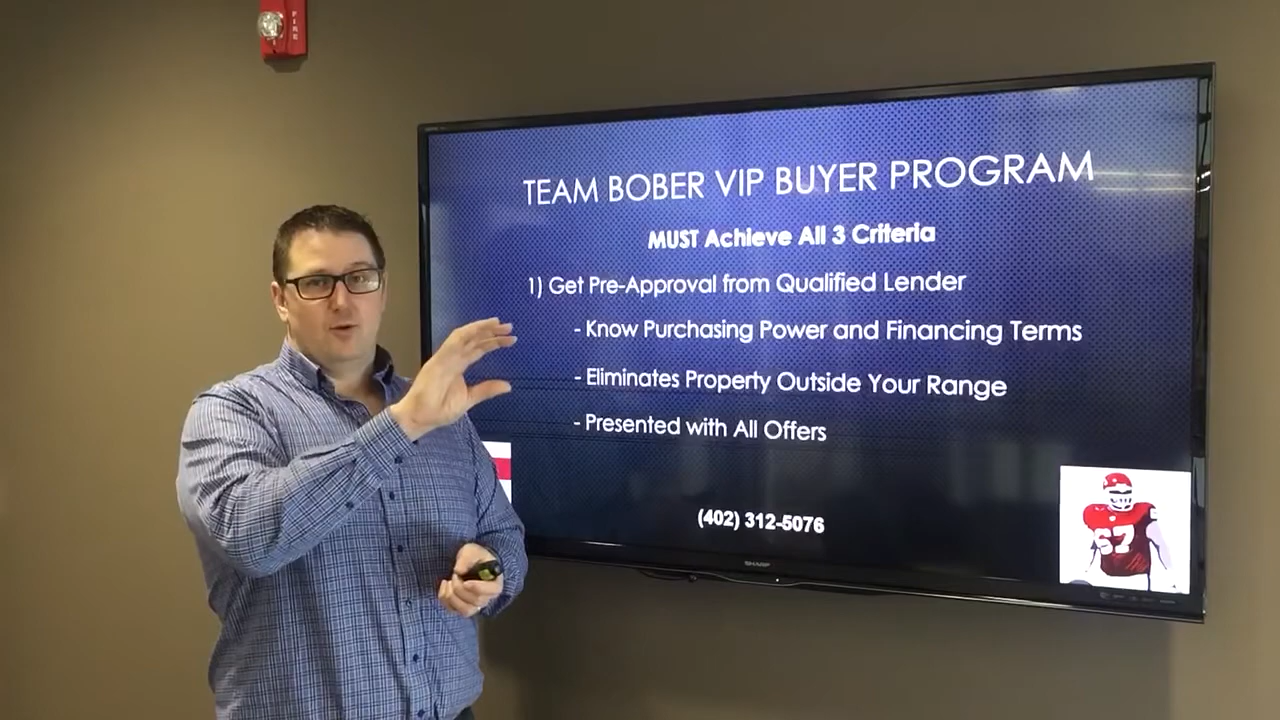 FIRE
TEAM BOBER VIP BUYER PROGRAM
MUST Achieve All 3 Criteria
1) Get Pre-Approval from Qualified Lender
- Know Purchasing Power and Financing Terms
- Eliminates Property Outside Your Range
- Presented with All Offers
(402) 312-5076
67
SHARP